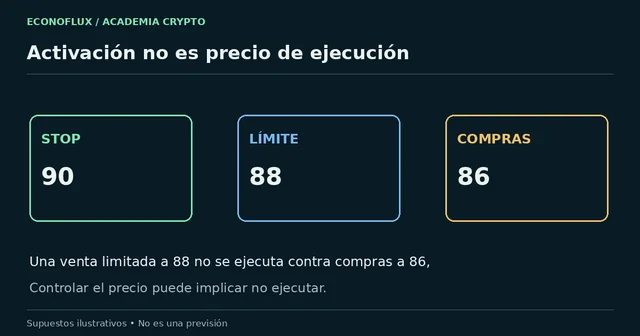 ECONOFLUX / ACADEMIA CRYPTO
Activación no es precio de ejecución
STOP
90
LÍMITE
88
COMPRAS
86
Una venta limitada a 88 no se ejecuta contra compras a 86,
Controlar el precio puede implicar no ejecutar.
Supuestos ilustrativos • No es una previsión